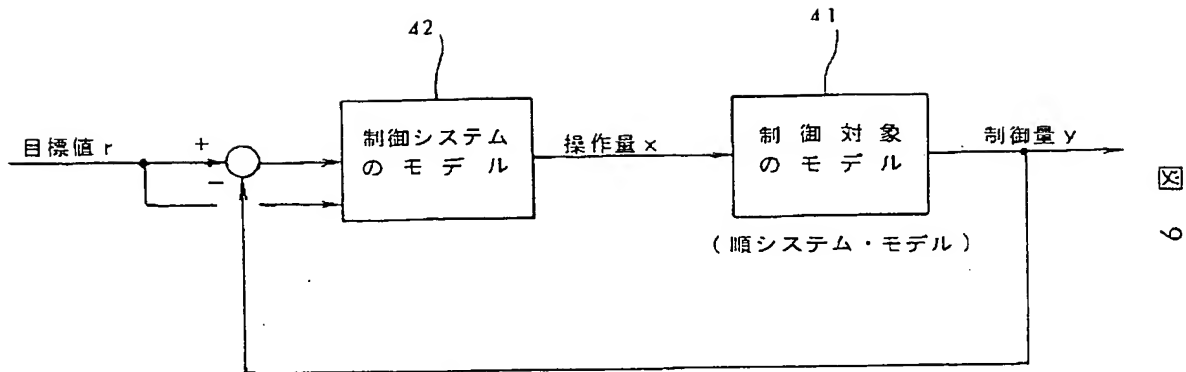 42
41
目標値 r
+
−
制御システム
のモデル
操作量 x
制御対象
のモデル
制御量 y
(順システム・モデル)
図 9